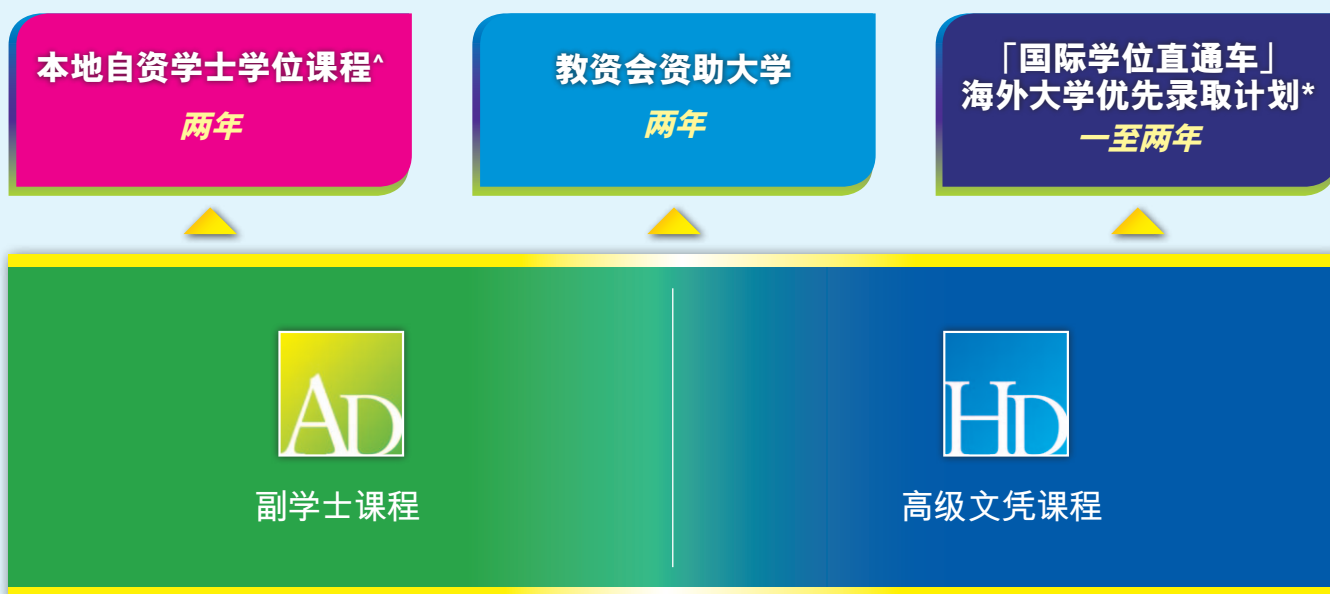 本地自资学士学位课程^
两年
教资会资助大学
两年
「国际学位直通车」
海外大学优先录取计划*
一至两年
AD
副学士课程
HD
高级文凭课程